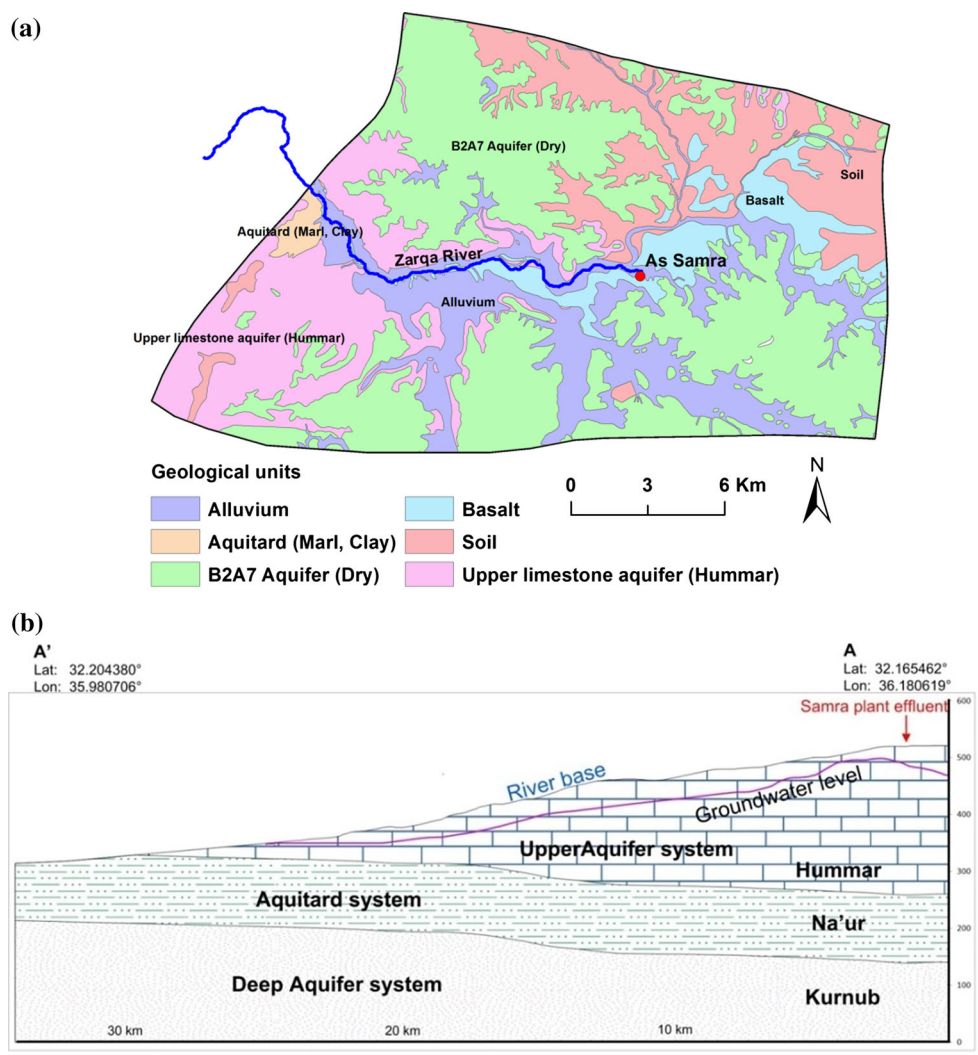 (a)
B2A7 Aquifer (Dry)
Soil
Basalt
Aquitard (Marl, Clay)
Zarqa River
As Samra
Alluvium
Upper limestone aquifer (Hummar)
Geological units
Alluvium
Basalt
Aquitard (Marl, Clay)
Soil
B2A7 Aquifer (Dry)
Upper limestone aquifer (Hummar)
0 3 6 Km
N
(b)
A’
Lat: 32.204380°
Lon: 35.980706°
A
Lat: 32.165462°
Lon: 36.180619°
Samra plant effluent
600
500
River base
Groundwater level
400
UpperAquifer system
Hummar
300
Aquitard system
Na’ur
200
Deep Aquifer system
Kurnub
100
30 km
20 km
10 km
0